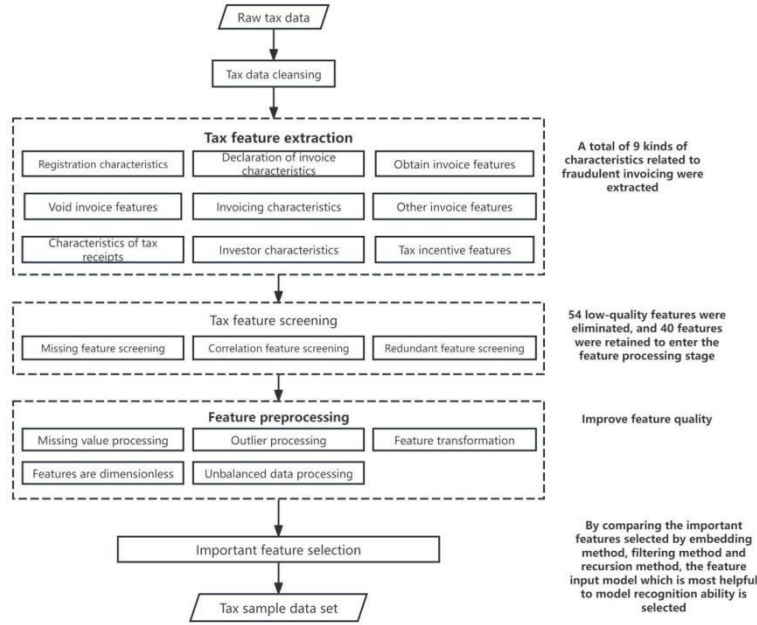 Raw tax data
Tax data cleansing
Tax feature extraction
Registration characteristics
Declaration of invoice
characteristics
Obtain invoice features
Void invoice features
Invoicing characteristics
Other invoice features
Characteristics of tax
receipts
Investor characteristics
Tax incentive features
A total of 9 kinds of
characteristics related to
fraudulent invoicing were
extracted
Tax feature screening
Missing feature screening
Correlation feature screening
Redundant feature screening
54 low-quality features were
eliminated, and 40 features
were retained to enter the
feature processing stage
Feature preprocessing
Missing value processing
Outlier processing
Feature transformation
Features are dimensionless
Unbalanced data processing
Improve feature quality
Important feature selection
By comparing the important
features selected by embedding
method, filtering method and
recursion method, the feature
input model which is most helpful
to model recognition ability is
selected
Tax sample data set